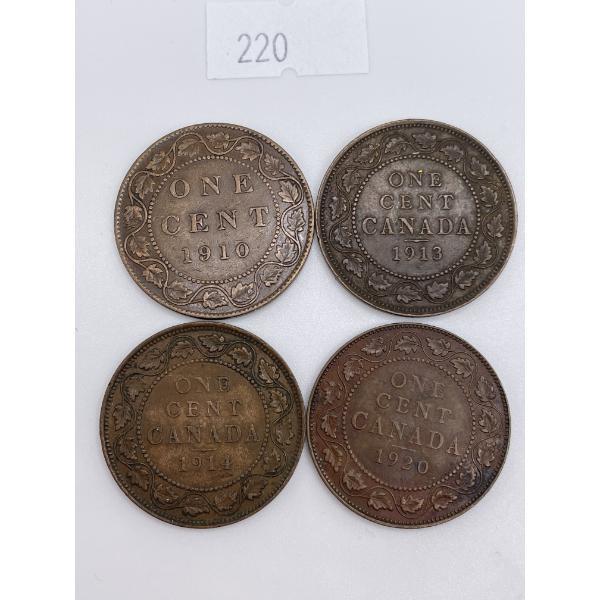 220
ONE
CENT
1910
ONE
CENT
CANADA
1913
ONE
CENT
CANADA
1914
ONE
CENT
CANADA
1920